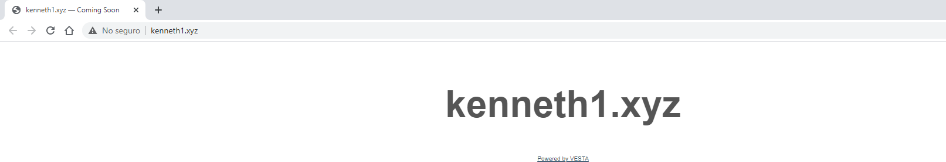 kenneth1.xyz — Coming Soon
No seguro
kenneth1.xyz
kenneth1.xyz
Powered by VESTA